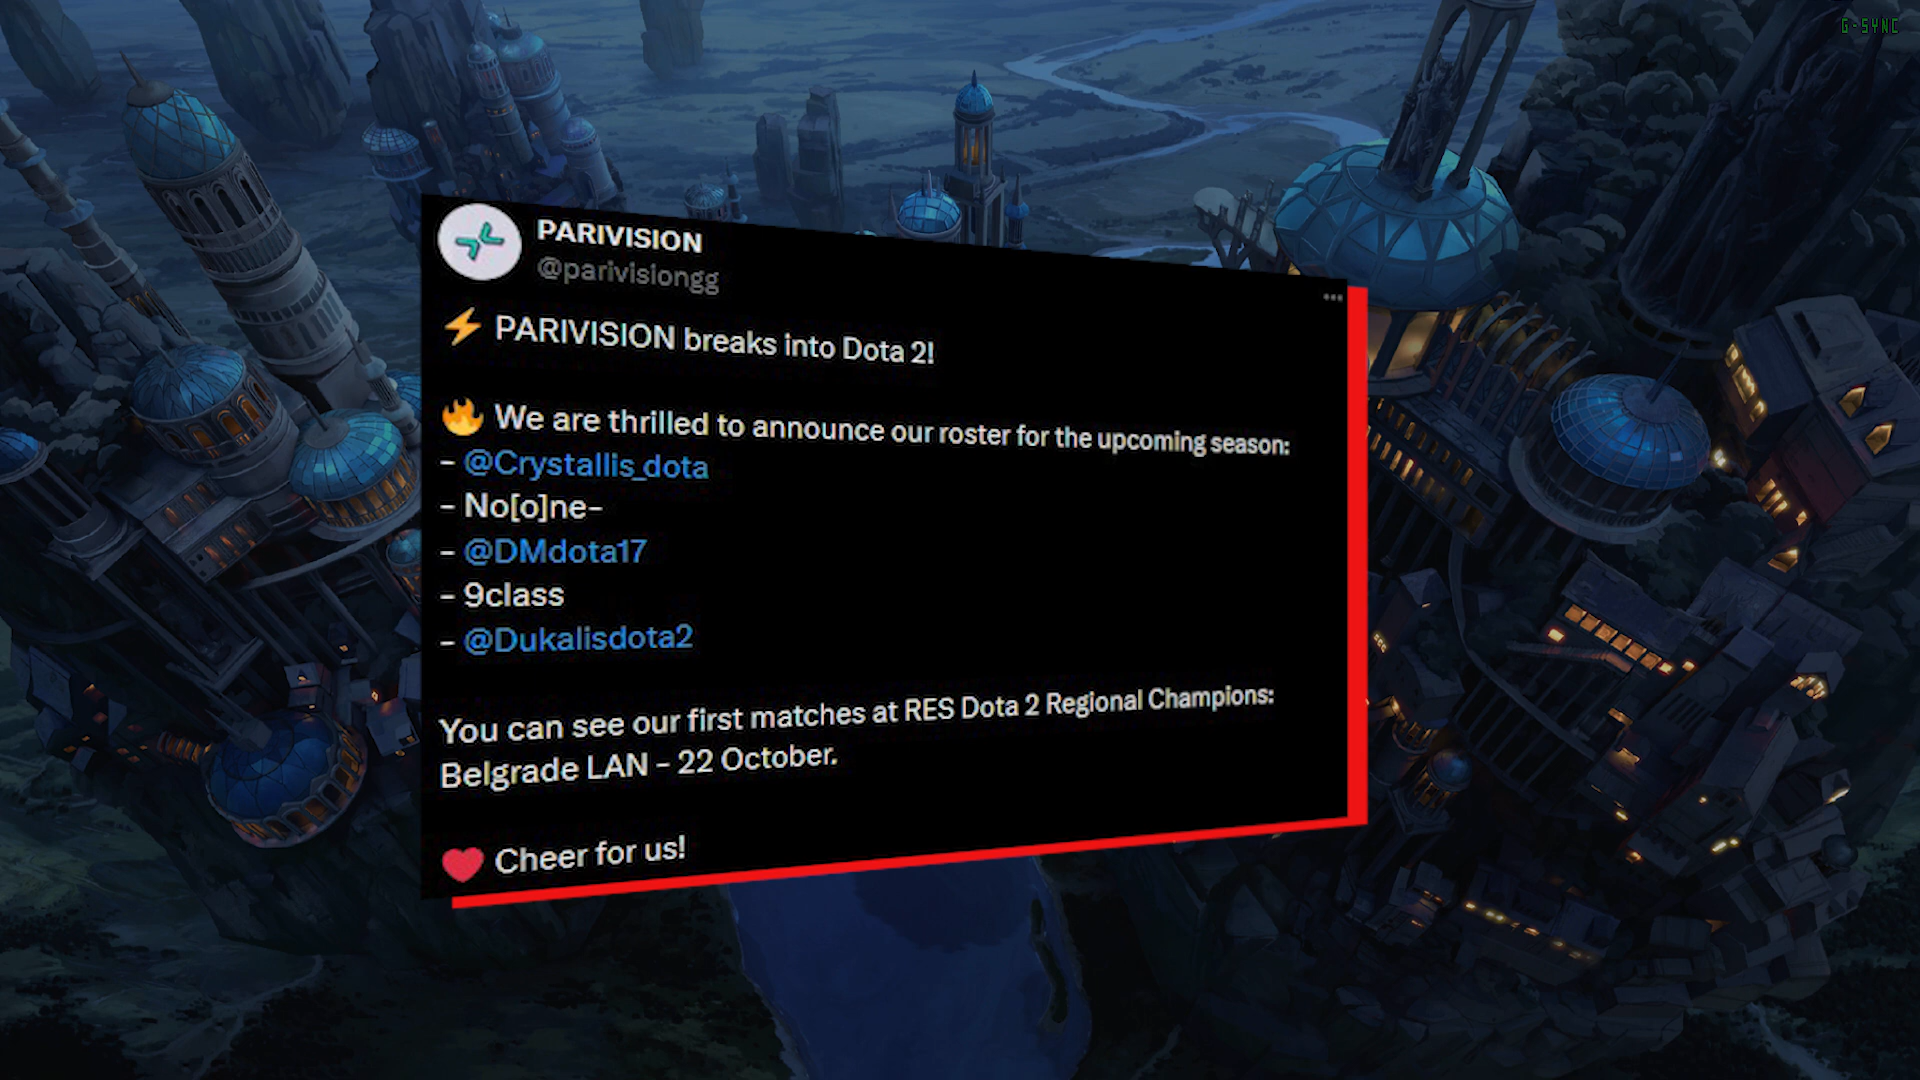 G-SYNC
PARIVISION
@parivisiongg
⚡ PARIVISION breaks into Dota 2!
🔥 We are thrilled to announce our roster for the upcoming season:
- @Crystallis_dota
- No[o]ne-
- @DMdota17
- 9class
- @Dukalisdota2
You can see our first matches at RES Dota 2 Regional Champions:
Belgrade LAN - 22 October.
❤️ Cheer for us!